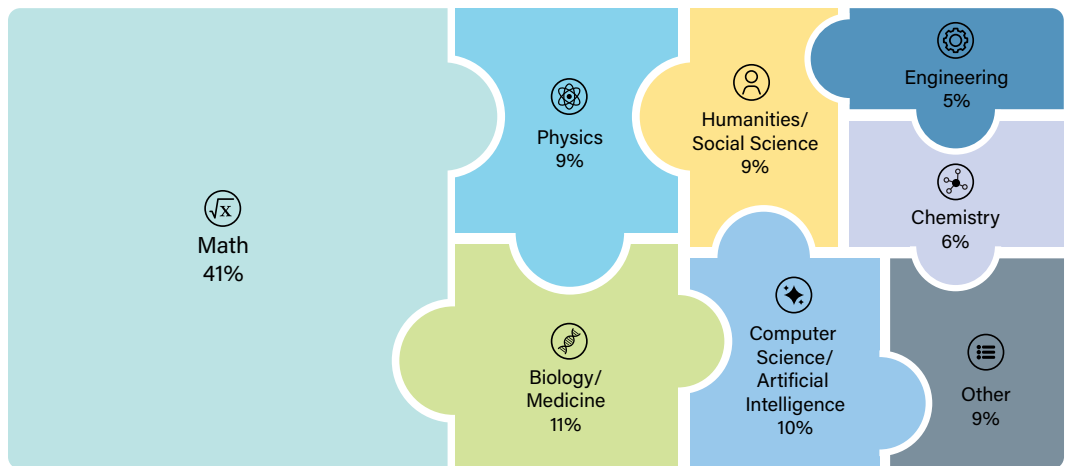 √x
Math
41%
Physics
9%
Biology/
Medicine
11%
Humanities/
Social Science
9%
Computer
Science/
Artificial
Intelligence
10%
Engineering
5%
Chemistry
6%
Other
9%